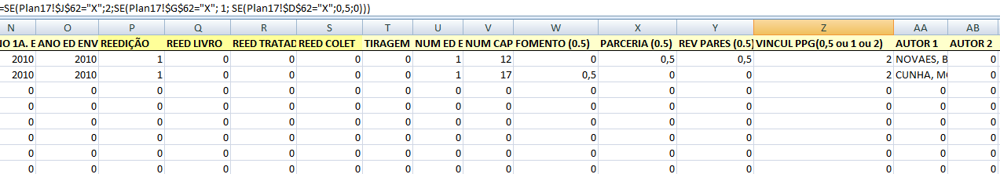 =SE(Plan17!$J$62="X";2;SE(Plan17!$G$62="X"; 1; SE(Plan17!$D$62="X";0,5;0)))
N O P Q R S T U V W X Y Z AA AB
NO 1A. E ANO ED ENV REEDIÇÃO REED LIVRO REED TRATAD REED COLET TIRAGEM NUM ED E NUM CAP FOMENTO (0.5) PARCERIA (0.5) REV PARES (0.5) VINCUL PPG(0,5 ou 1 ou 2) AUTOR 1 AUTOR 2
2010 2010 1 0 0 0 0 1 12 0 0,5 0,5 2 NOVAES, B 0
2010 2010 1 0 0 0 0 1 17 0,5 0 0 2 CUNHA, MO 0
0 0 0 0 0 0 0 0 0 0 0 0 0 0 0
0 0 0 0 0 0 0 0 0 0 0 0 0 0 0
0 0 0 0 0 0 0 0 0 0 0 0 0 0 0
0 0 0 0 0 0 0 0 0 0 0 0 0 0 0
0 0 0 0 0 0 0 0 0 0 0 0 0 0 0
0 0 0 0 0 0 0 0 0 0 0 0 0 0 0